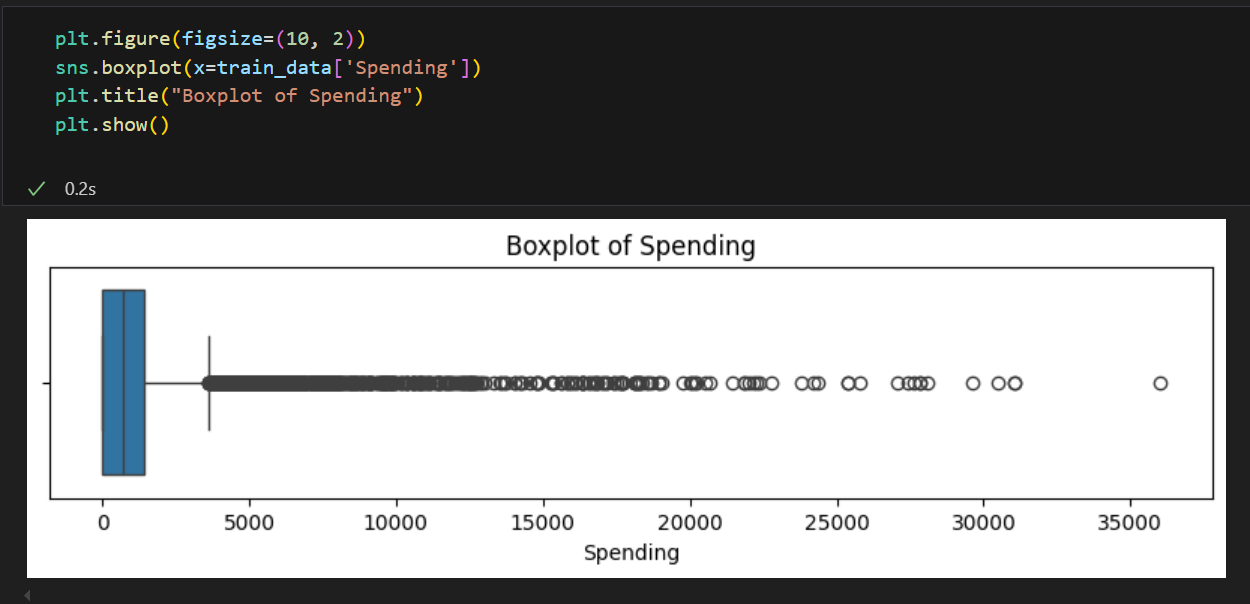 plt.figure(figsize=(10, 2))
sns.boxplot(x=train_data['Spending'])
plt.title("Boxplot of Spending")
plt.show()
0.2s
Boxplot of Spending
0 5000 10000 15000 20000 25000 30000 35000
Spending